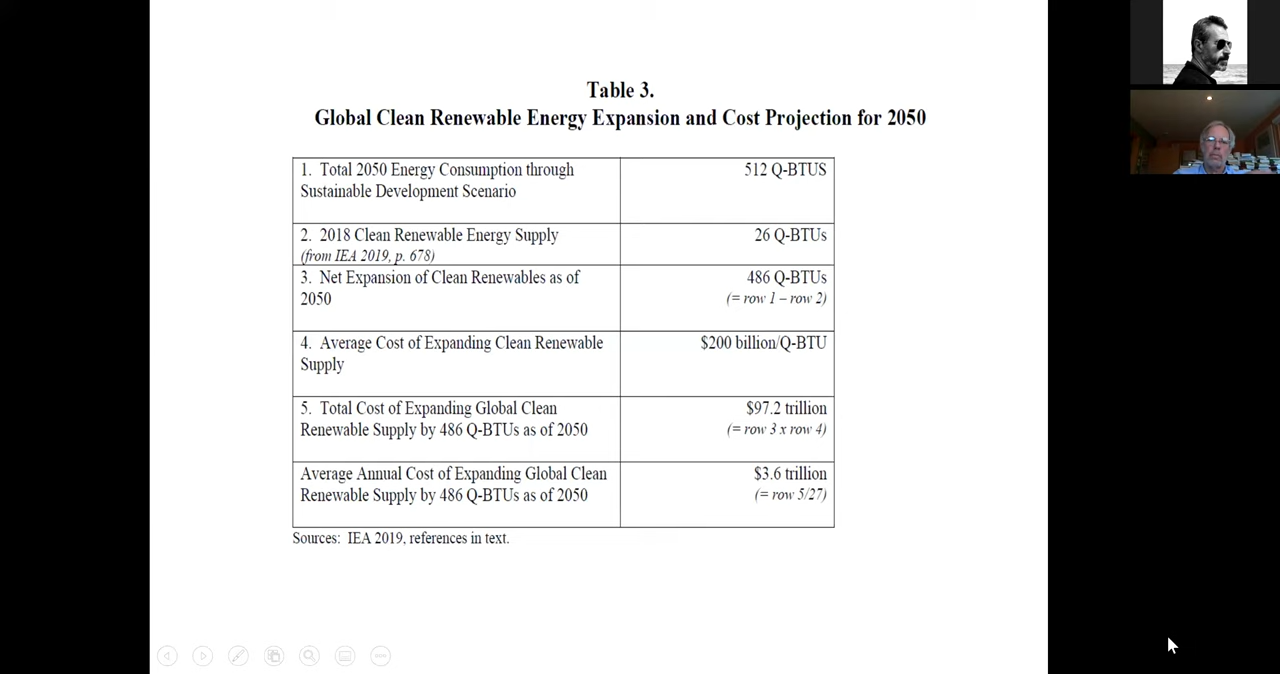 Table 3.
Global Clean Renewable Energy Expansion and Cost Projection for 2050
1. Total 2050 Energy Consumption through
Sustainable Development Scenario
512 Q-BTUS
2. 2018 Clean Renewable Energy Supply
(from IEA 2019, p. 678)
26 Q-BTUs
3. Net Expansion of Clean Renewables as of
2050
486 Q-BTUs
(= row 1 – row 2)
4. Average Cost of Expanding Clean Renewable
Supply
$200 billion/Q-BTU
5. Total Cost of Expanding Global Clean
Renewable Supply by 486 Q-BTUs as of 2050
$97.2 trillion
(= row 3 x row 4)
Average Annual Cost of Expanding Global Clean
Renewable Supply by 486 Q-BTUs as of 2050
$3.6 trillion
(= row 5/27)
Sources: IEA 2019, references in text.